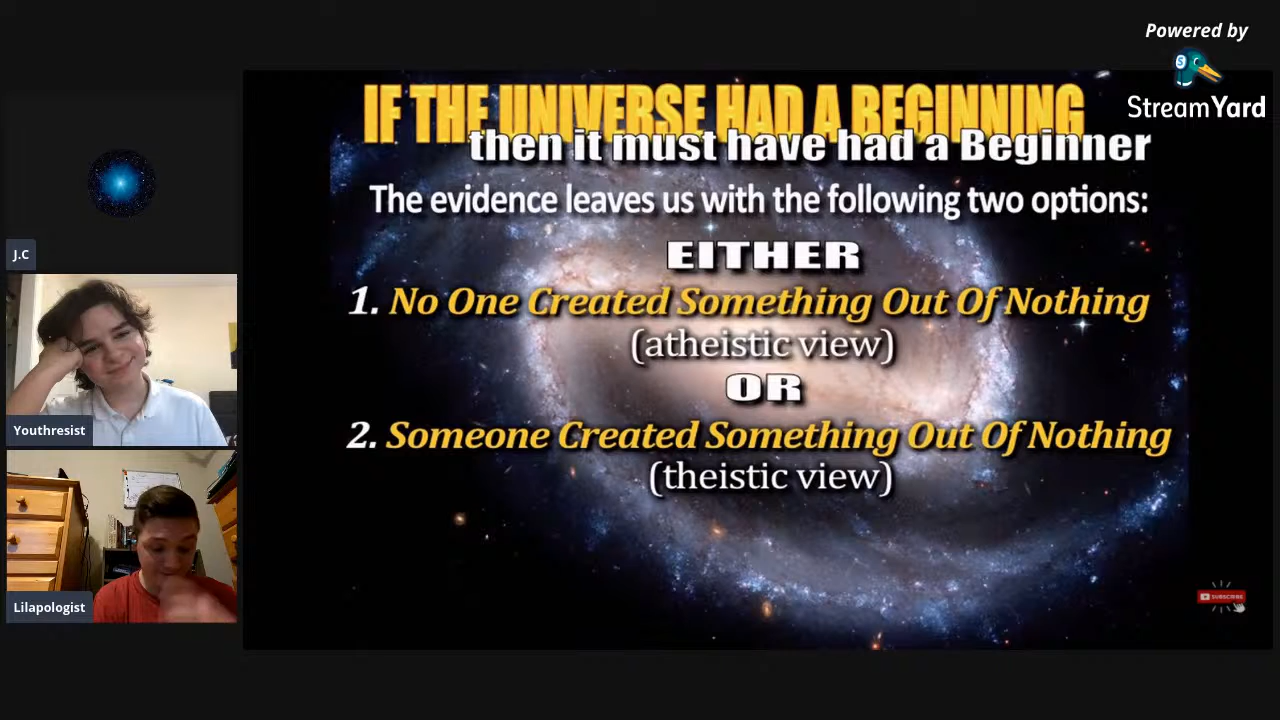 Powered by
StreamYard
IF THE UNIVERSE HAD A BEGINNING
then it must have had a Beginner
The evidence leaves us with the following two options:
EITHER
1. No One Created Something Out Of Nothing
(atheistic view)
OR
2. Someone Created Something Out Of Nothing
(theistic view)
SUBSCRIBE
J.C
Youthresist
Lilapologist